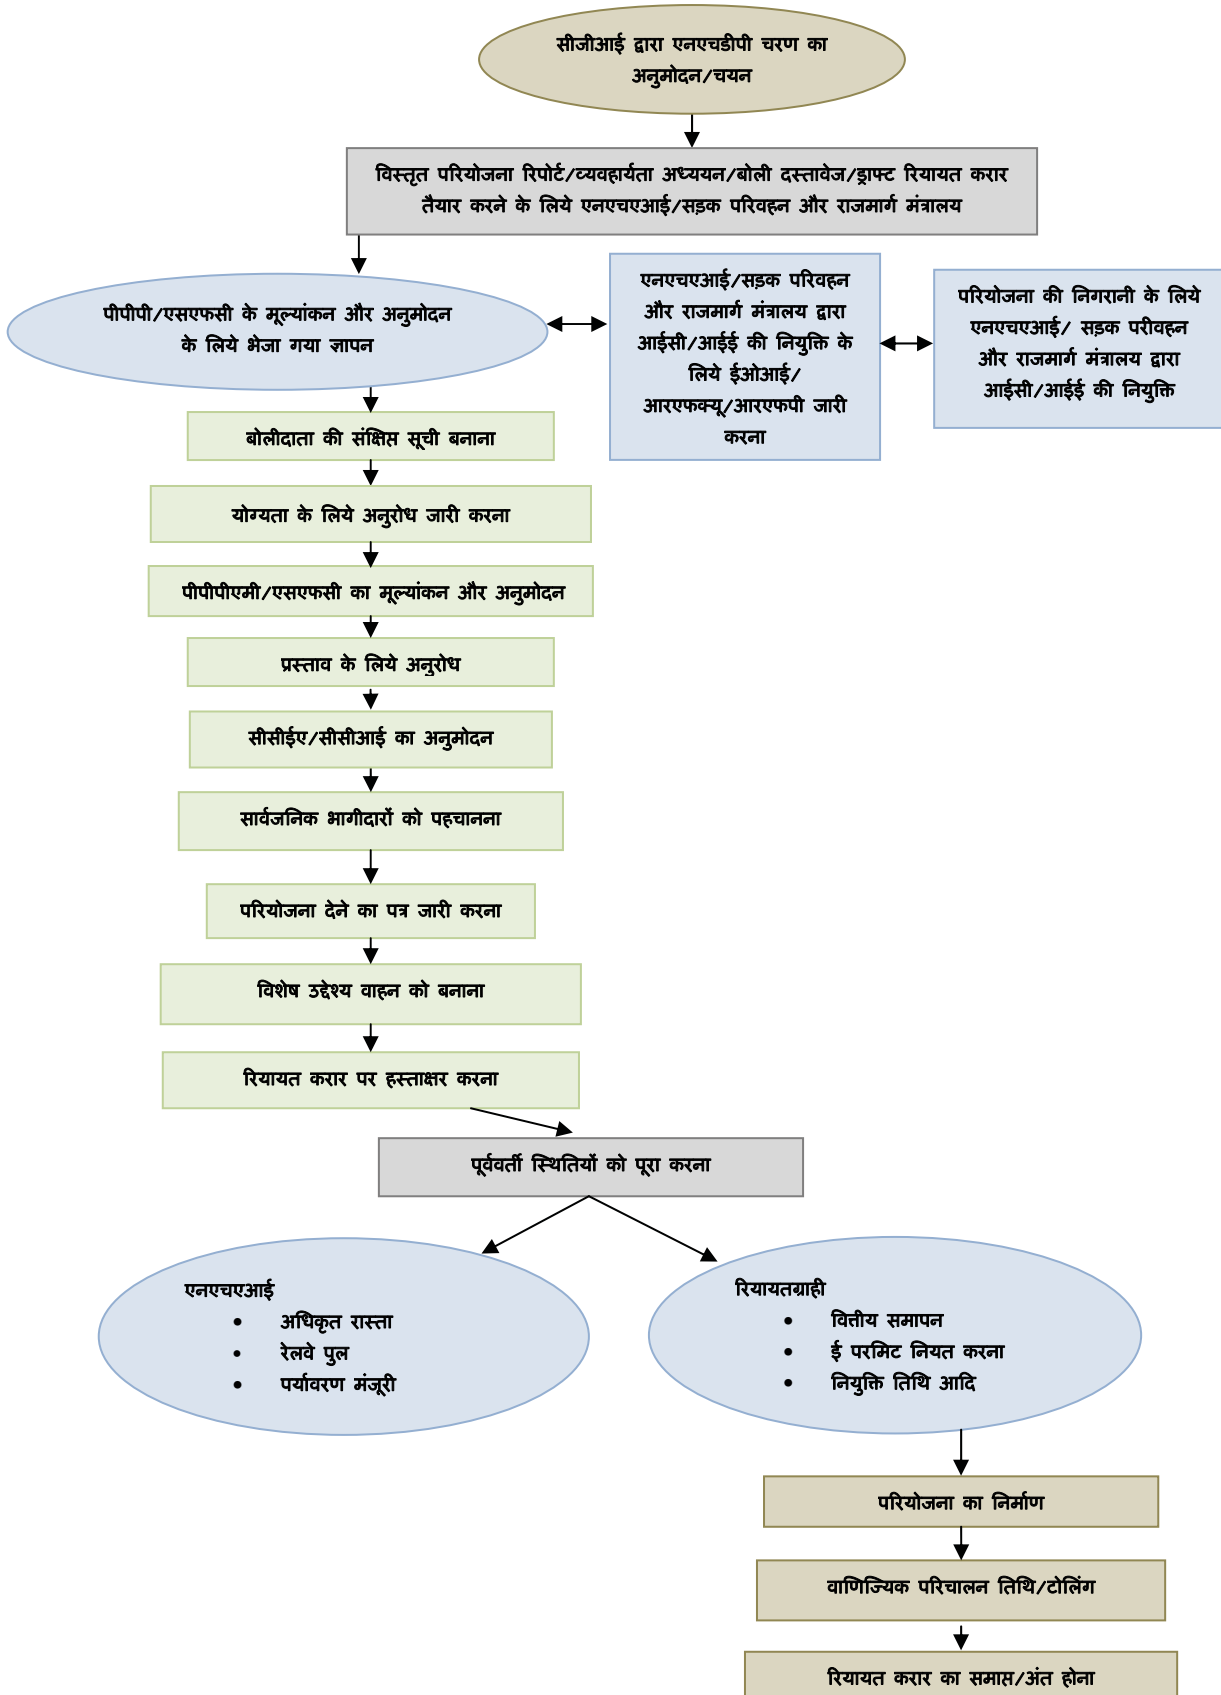 सीजीआई द्वारा एनएचडीपी चरण का
अनुमोदन/चयन
विस्तृत परियोजना रिपोर्ट/व्यवहार्यता अध्ययन/बोली दस्तावेज/ड्राफ्ट रियायत करार
तैयार करने के लिये एनएचएआई/सड़क परिवहन और राजमार्ग मंत्रालय
पीपीपी/एसएफसी के मूल्यांकन और अनुमोदन
के लिये भेजा गया ज्ञापन
एनएचएआई/सड़क परिवहन
और राजमार्ग मंत्रालय द्वारा
आईसी/आईई की नियुक्ति के
लिये ईओआई/
आरएफक्यू/आरएफपी जारी
करना
परियोजना की निगरानी के लिये
एनएचएआई/ सड़क परीवहन
और राजमार्ग मंत्रालय द्वारा
आईसी/आईई की नियुक्ति
बोलीदाता की संक्षिप्त सूची बनाना
योग्यता के लिये अनुरोध जारी करना
पीपीपीएमी/एसएफसी का मूल्यांकन और अनुमोदन
प्रस्ताव के लिये अनुरोध
सीसीईए/सीसीआई का अनुमोदन
सार्वजनिक भागीदारों को पहचानना
परियोजना देने का पत्र जारी करना
विशेष उद्देश्य वाहन को बनाना
रियायत करार पर हस्ताक्षर करना
पूर्ववर्ती स्थितियों को पूरा करना
एनएचएआई
• अधिकृत रास्ता
• रेलवे पुल
• पर्यावरण मंजूरी
रियायतग्राही
• वित्तीय समापन
• ई परमिट नियत करना
• नियुक्ति तिथि आदि
परियोजना का निर्माण
वाणिज्यिक परिचालन तिथि/टोलिंग
रियायत करार का समाप्त/अंत होना